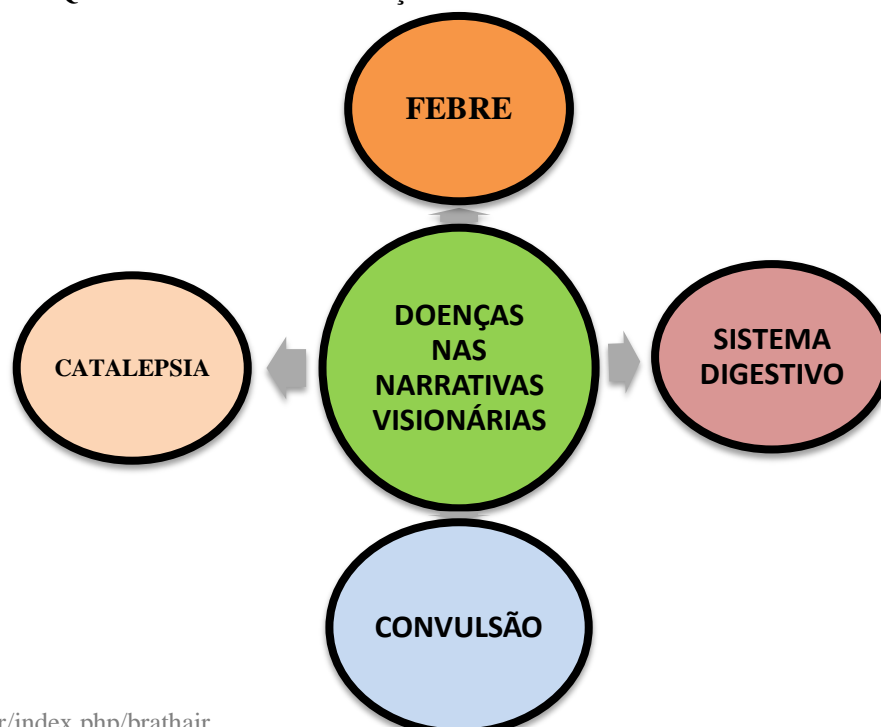 FEBRE
DOENÇAS
NAS
NARRATIVAS
VISIONÁRIAS
CATALEPSIA
SISTEMA
DIGESTIVO
CONVULSÃO
r/index.php/brathair